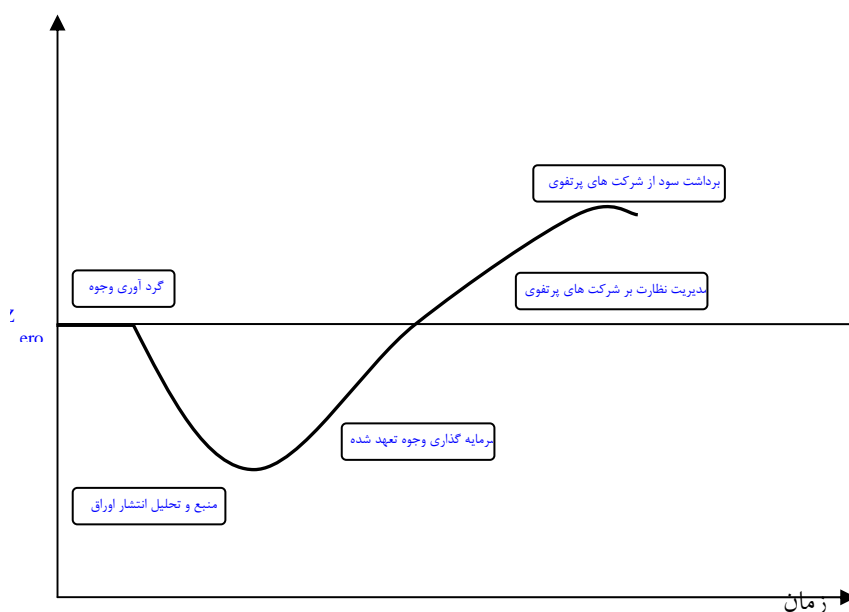 برداشت سود از شرکت های پرتفوی
گرد آوری وجوه
مدیریت نظارت بر شرکت های پرتفوی
Z
ero
سرمایه گذاری وجوه تعهد شده
منبع و تحلیل انتشار اوراق
زمان